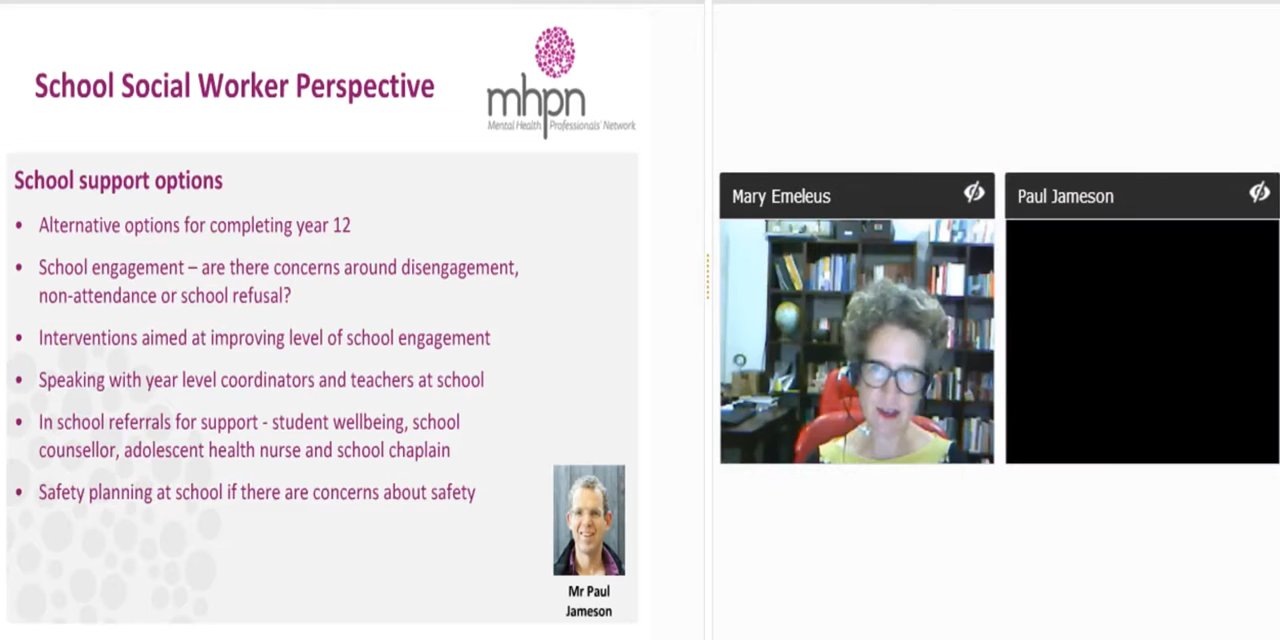 School Social Worker Perspective
mhpn
Mental Health Professionals' Network
School support options
• Alternative options for completing year 12
• School engagement – are there concerns around disengagement,
non-attendance or school refusal?
• Interventions aimed at improving level of school engagement
• Speaking with year level coordinators and teachers at school
• In school referrals for support - student wellbeing, school
counsellor, adolescent health nurse and school chaplain
• Safety planning at school if there are concerns about safety
Mr Paul
Jameson
Mary Emeleus
Paul Jameson